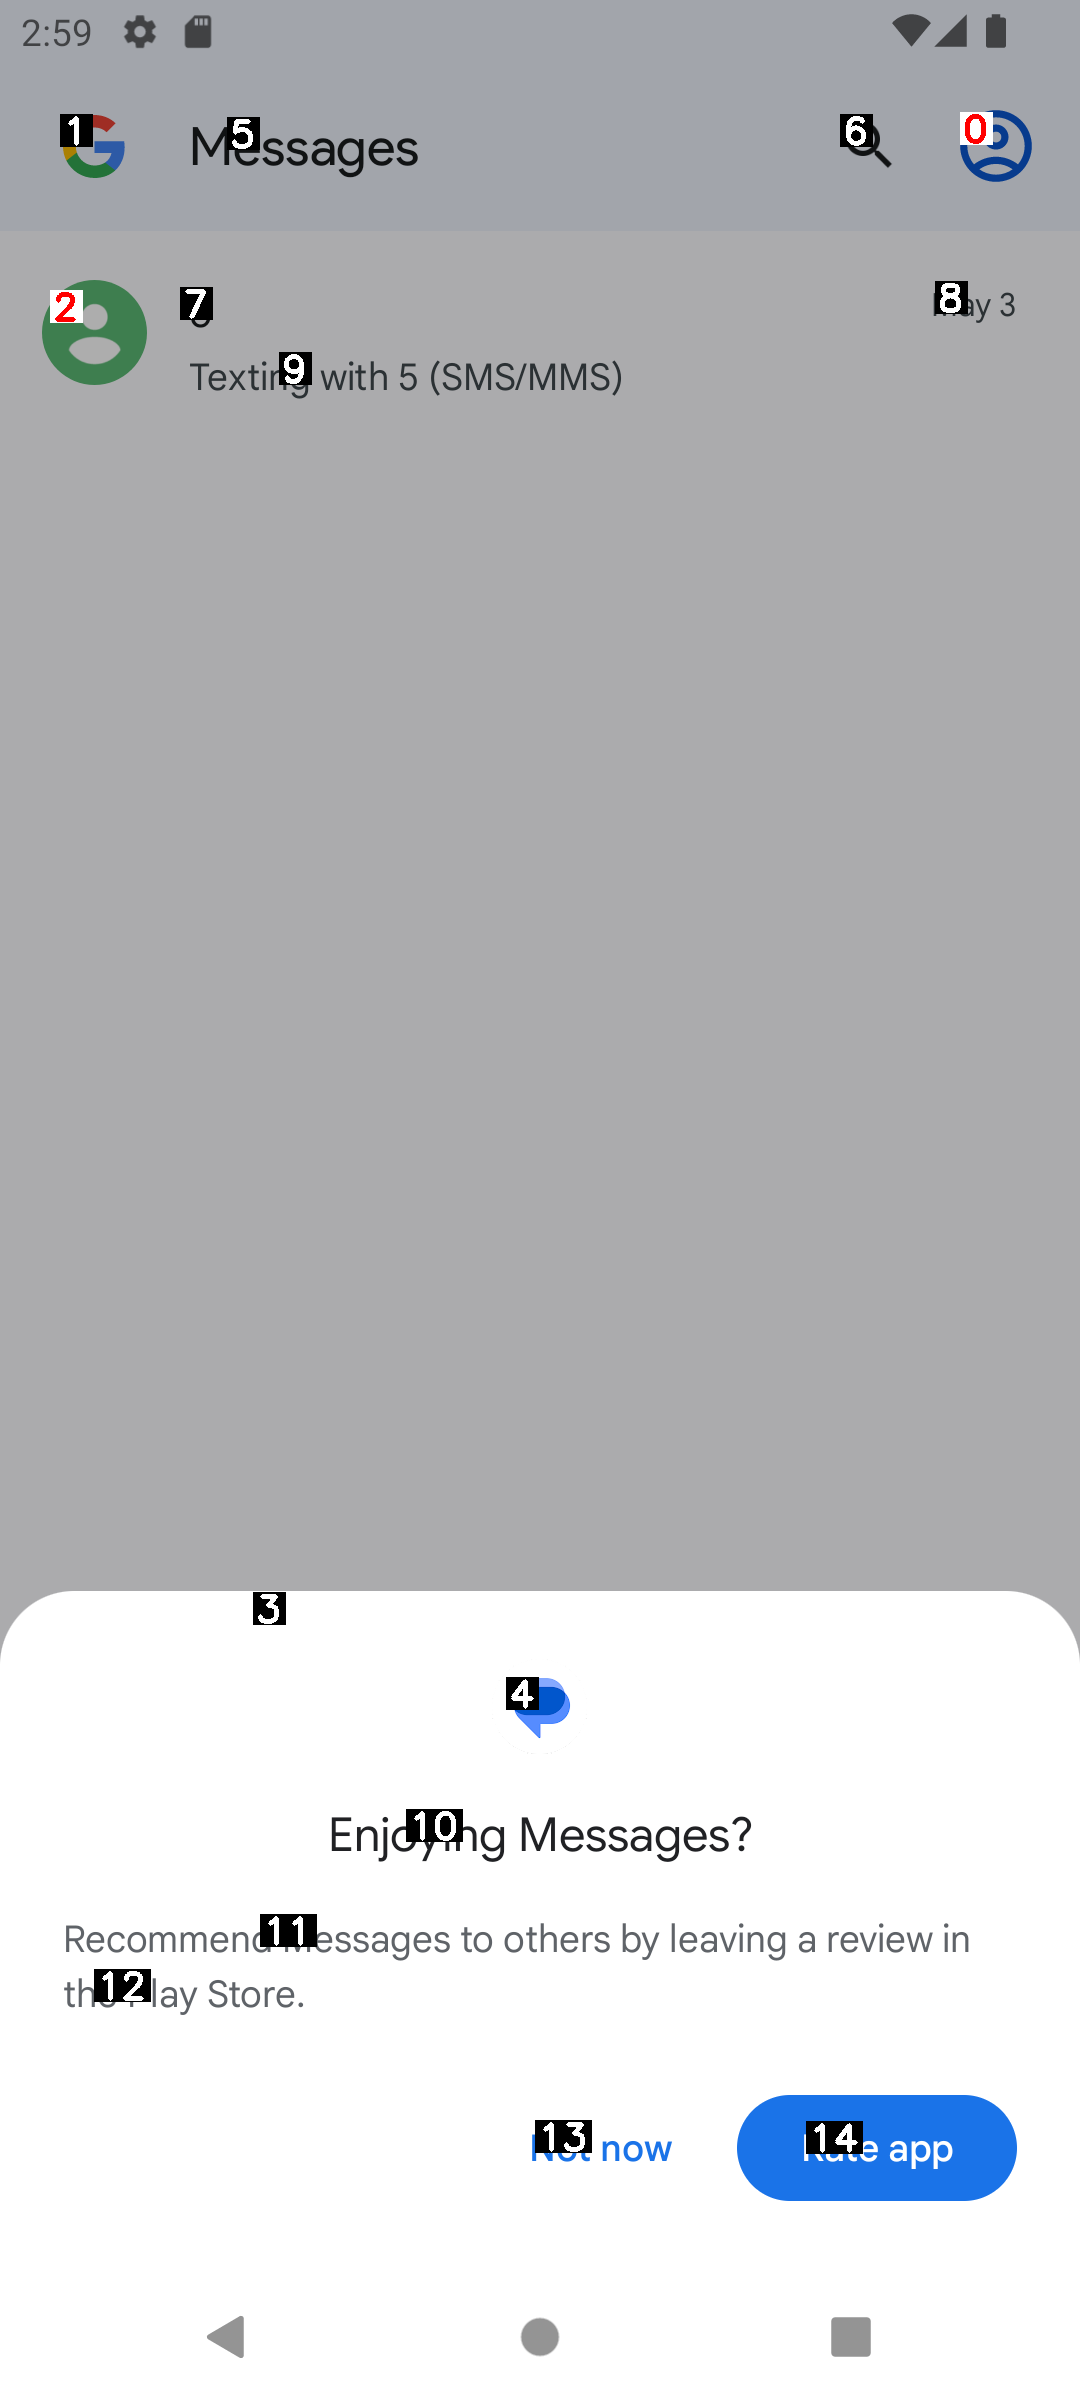 2:59
1
Messages
5
6
0
2
7
8
May 3
Texting with 5 (SMS/MMS)
9
3
4
Enjoying Messages?
10
Recommend Messages to others by leaving a review in
11
the Play Store.
12
Not now
13
Rate app
14